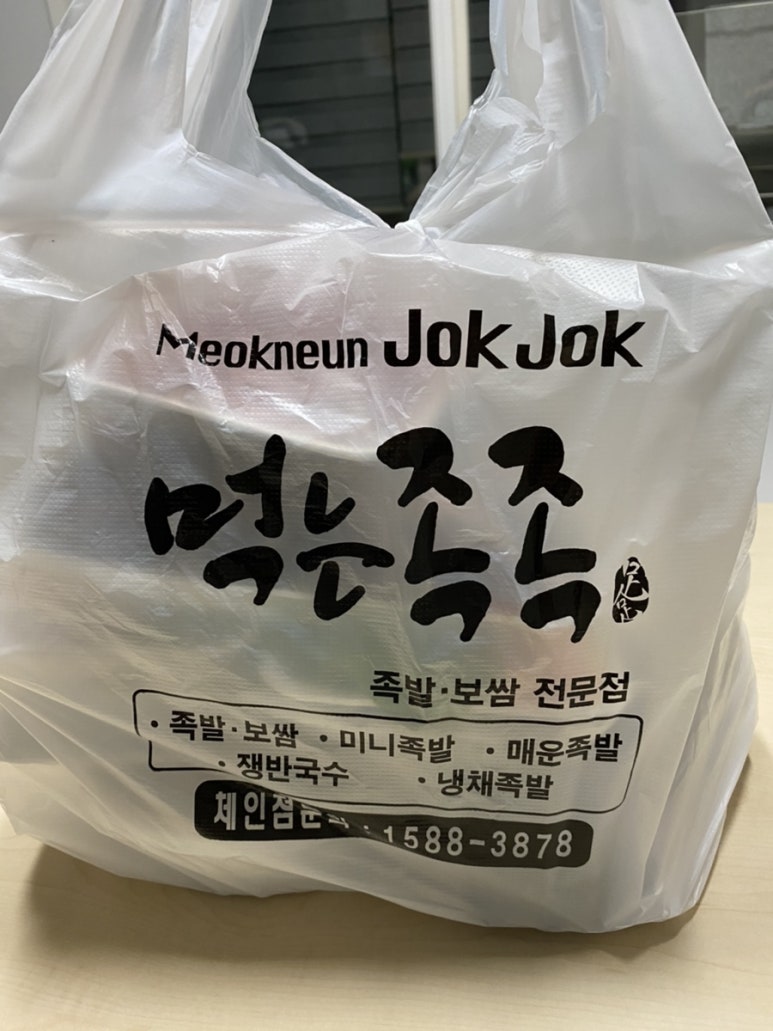 Meokneun Jok Jok
먹는족족
족발·보쌈 전문점
· 족발·보쌈 · 미니족발 · 매운족발
· 쟁반국수 · 냉채족발
체인점문의 : 1588-3878